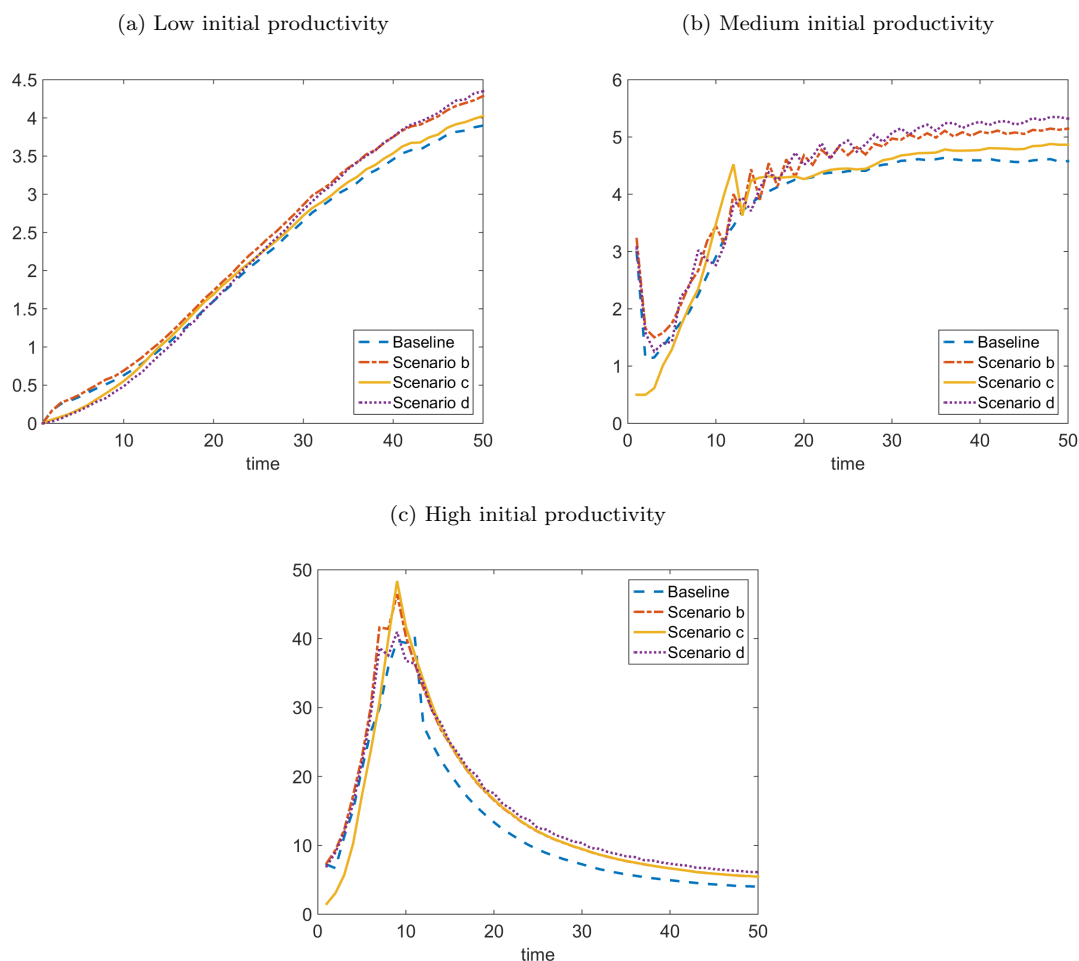 (a) Low initial productivity
4.5
4
3.5
3
2.5
2
1.5
1
0.5
0
10 20 30 40 50
time
Baseline
Scenario b
Scenario c
Scenario d
(b) Medium initial productivity
6
5
4
3
2
1
0
0 10 20 30 40 50
time
Baseline
Scenario b
Scenario c
Scenario d
(c) High initial productivity
50
40
30
20
10
0
0 10 20 30 40 50
time
Baseline
Scenario b
Scenario c
Scenario d